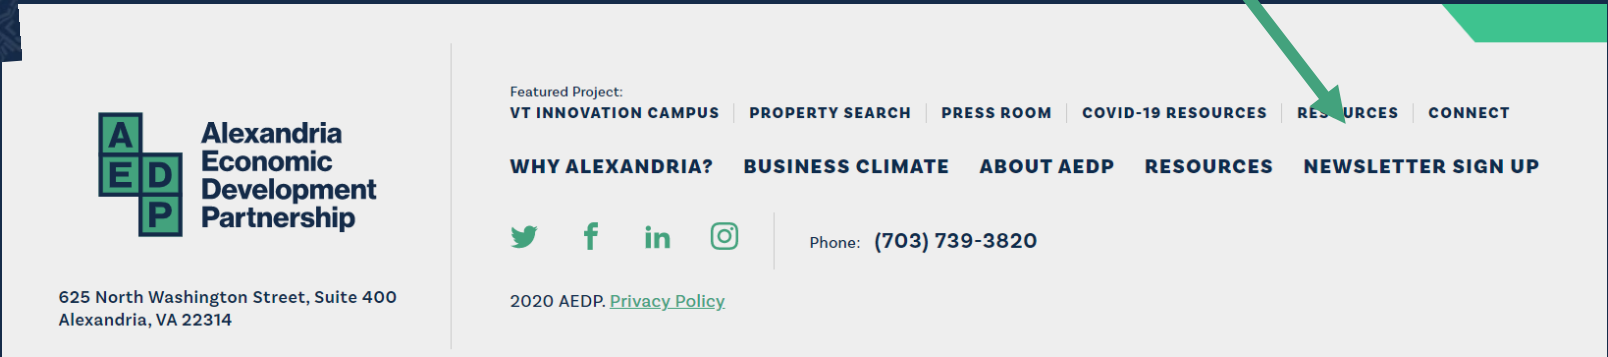 A
E D
P
Alexandria
Economic
Development
Partnership
625 North Washington Street, Suite 400
Alexandria, VA 22314
Featured Project:
VT INNOVATION CAMPUS PROPERTY SEARCH PRESS ROOM COVID-19 RESOURCES RESOURCES CONNECT
WHY ALEXANDRIA? BUSINESS CLIMATE ABOUT AEDP RESOURCES NEWSLETTER SIGN UP
Phone: (703) 739-3820
2020 AEDP. Privacy Policy